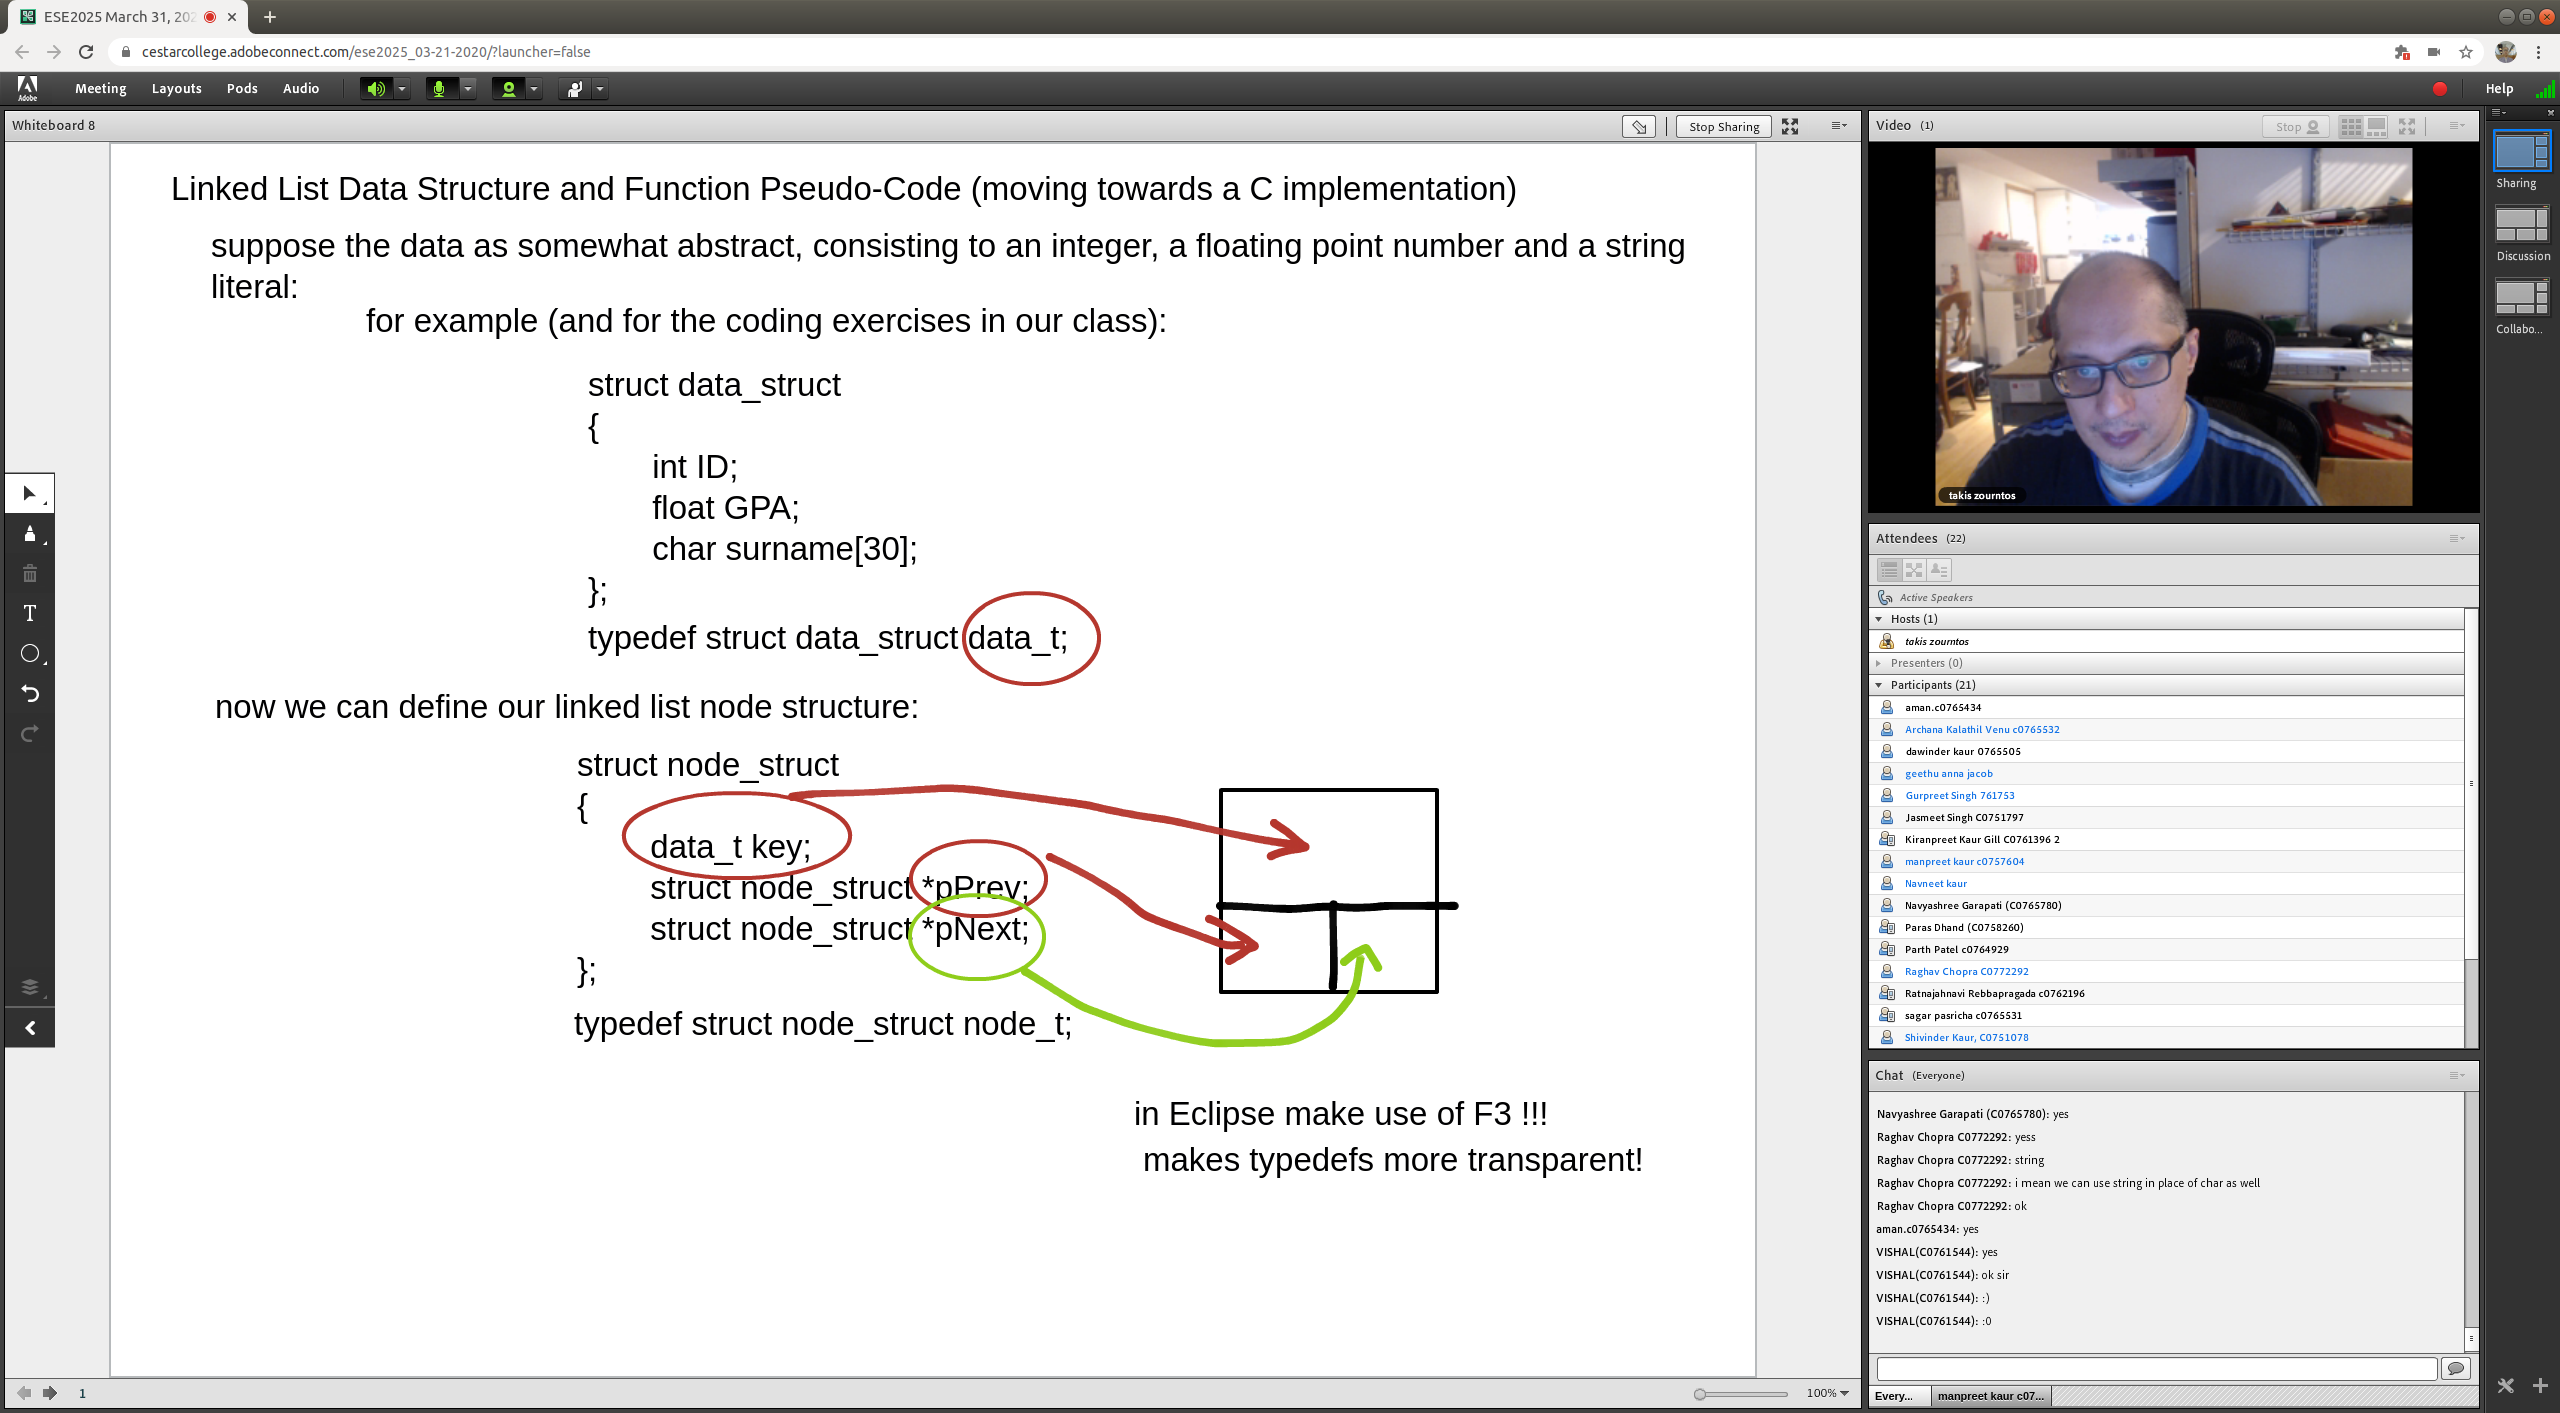 ESE2025 March 31, 202
cestarcollege.adobeconnect.com/ese2025_03-21-2020/?launcher=false
Adobe
Meeting
Layouts
Pods
Audio
Help
Whiteboard 8
Stop Sharing
Linked List Data Structure and Function Pseudo-Code (moving towards a C implementation)
suppose the data as somewhat abstract, consisting to an integer, a floating point number and a string
literal:
for example (and for the coding exercises in our class):
struct data_struct
{
int ID;
float GPA;
char surname[30];
};
typedef struct data_struct data_t;
now we can define our linked list node structure:
struct node_struct
{
data_t key;
struct node_struct *pPrev;
struct node_struct *pNext;
};
typedef struct node_struct node_t;
in Eclipse make use of F3 !!!
makes typedefs more transparent!
T
1
100%
Video (1)
Stop
takis zourntos
Attendees (22)
Active Speakers
Hosts (1)
takis zourntos
Presenters (0)
Participants (21)
aman.c0765434
Archana Kalathil Venu c0765532
dawinder kaur 0765505
geethu anna jacob
Gurpreet Singh 761753
Jasmeet Singh C0751797
Kiranpreet Kaur Gill C0761396 2
manpreet kaur c0757604
Navneet kaur
Navyashree Garapati (C0765780)
Paras Dhand (C0758260)
Parth Patel c0764929
Raghav Chopra C0772292
Ratnajahnavi Rebbapragada c0762196
sagar pasricha c0765531
Shivinder Kaur, C0751078
Chat (Everyone)
Navyashree Garapati (C0765780): yes
Raghav Chopra C0772292: yess
Raghav Chopra C0772292: string
Raghav Chopra C0772292: i mean we can use string in place of char as well
Raghav Chopra C0772292: ok
aman.c0765434: yes
VISHAL(C0761544): yes
VISHAL(C0761544): ok sir
VISHAL(C0761544): :)
VISHAL(C0761544): :0
Every...
manpreet kaur c07...
Sharing
Discussion
Collabo...